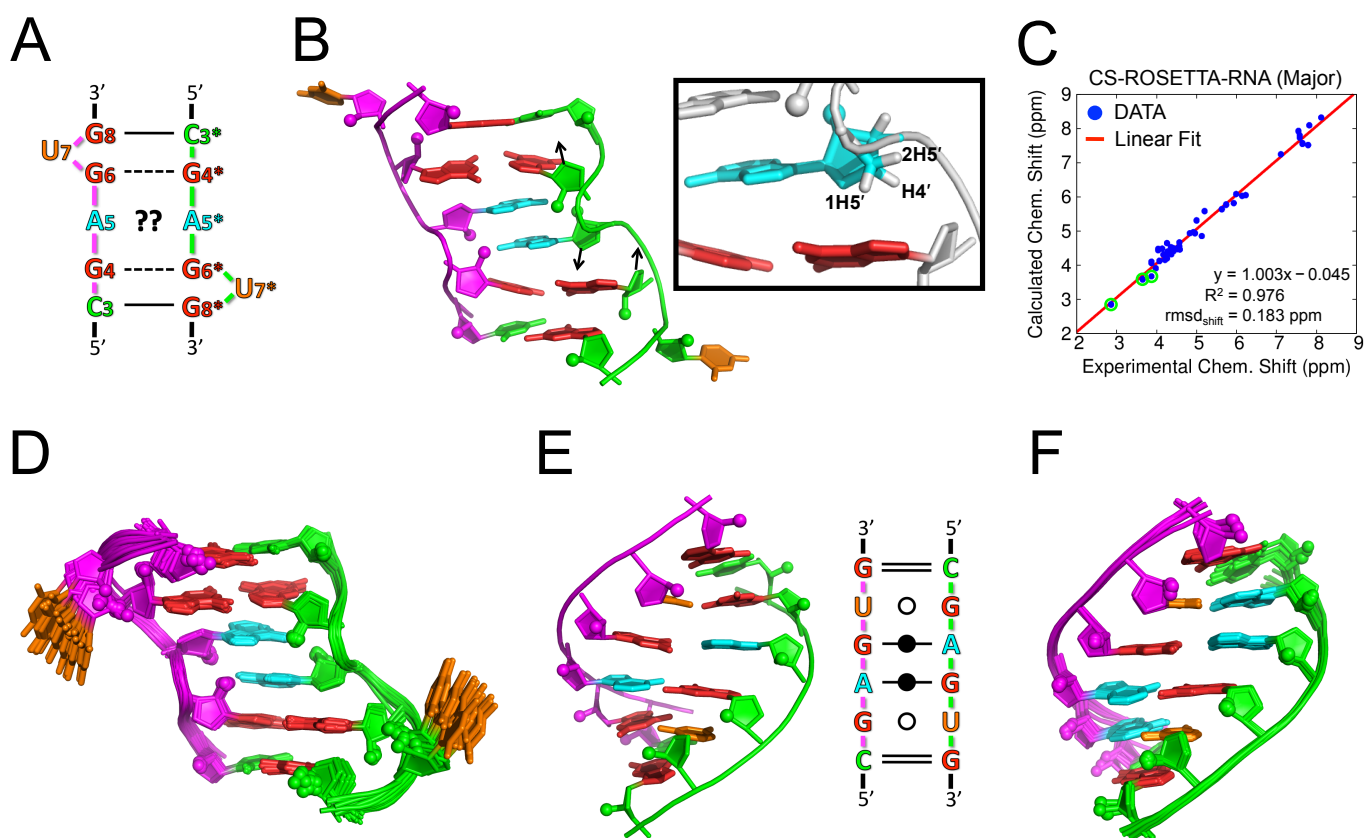 A
B
C
3′ 5′
G8 C3*
U7
G6 G4*
A5 ?? A5*
G4 G6*
U7*
C3 G8*
5′ 3′
2H5′
H4′
1H5′
CS-ROSETTA-RNA (Major)
Calculated Chem. Shift (ppm)
9
8
7
6
5
4
3
2
DATA
Linear Fit
y = 1.003x − 0.045
R² = 0.976
rmsd_shift = 0.183 ppm
2 3 4 5 6 7 8 9
Experimental Chem. Shift (ppm)
D
E
F
3′ 5′
G C
U G
G A
A G
G U
C G
5′ 3′